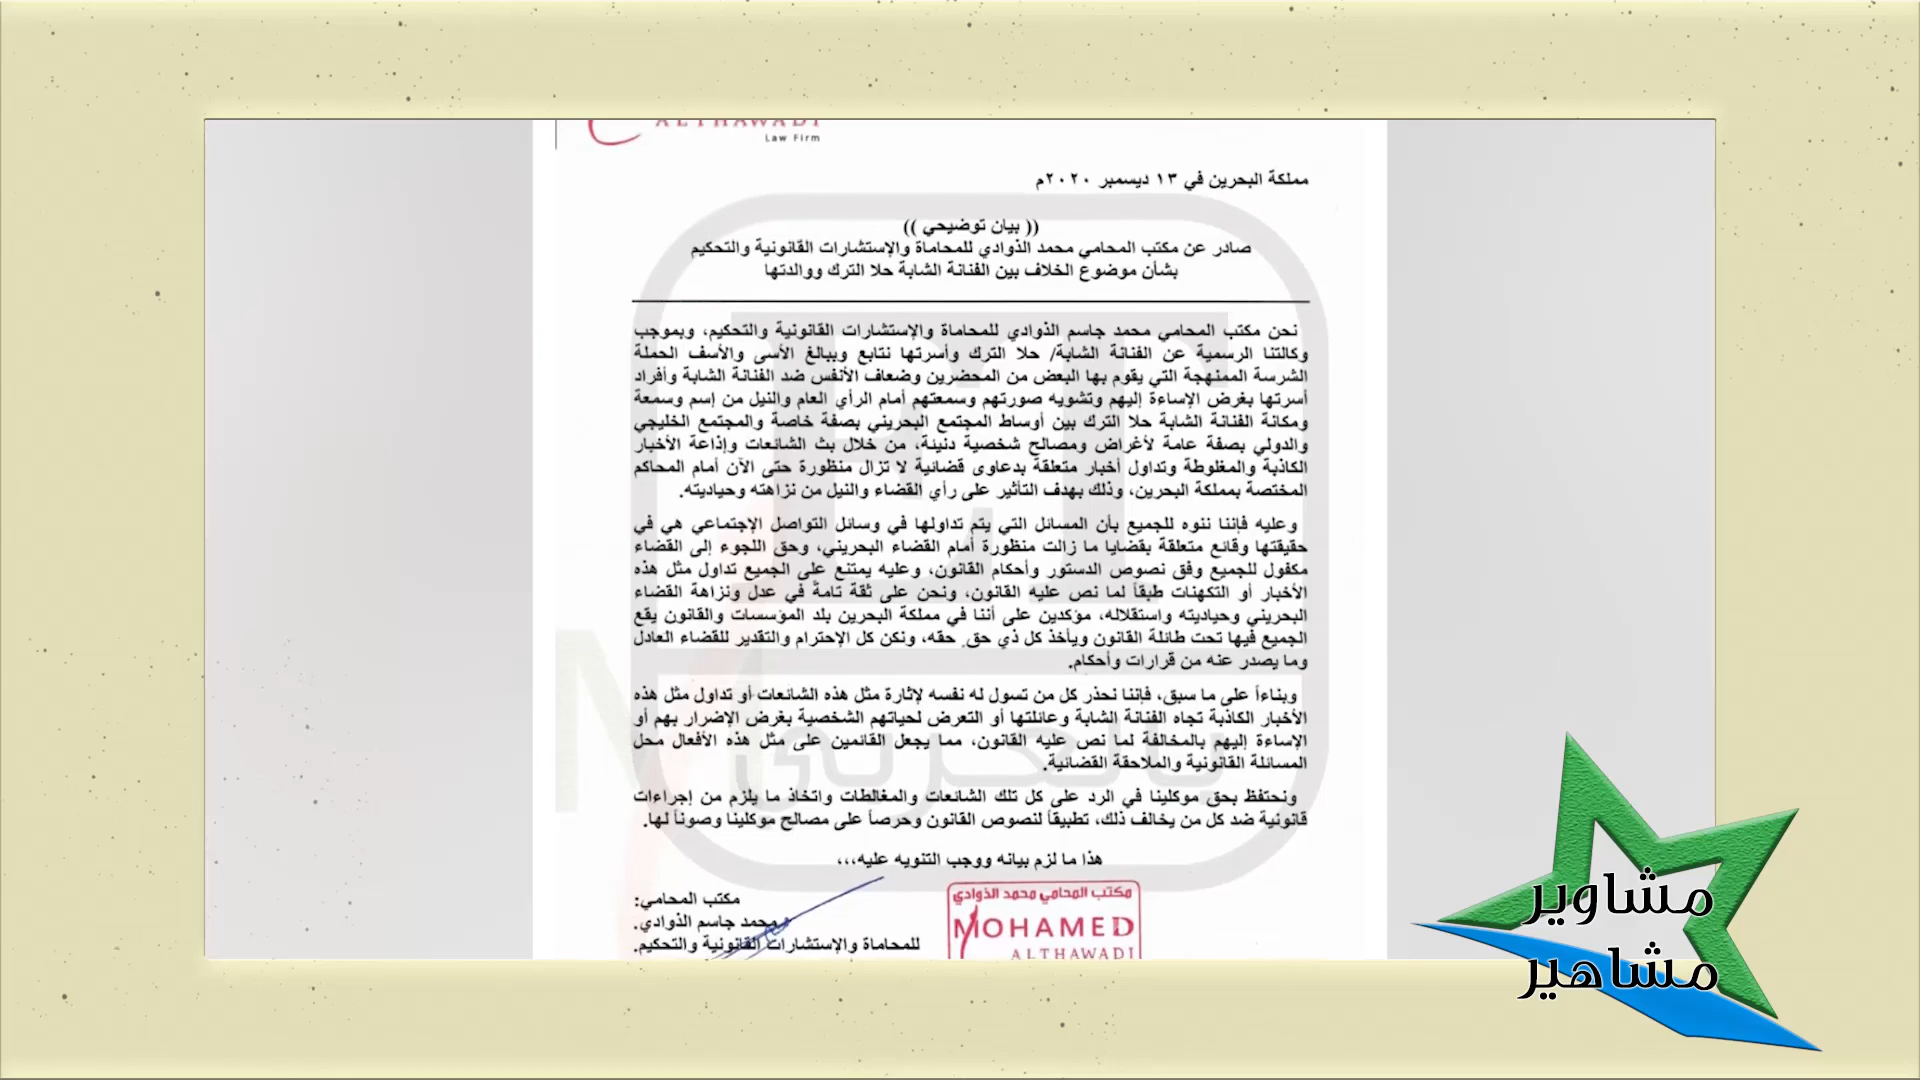 ALTHAWADI
Law Firm
مملكة البحرين في ١٣ ديسمبر ٢٠٢٠م
(( بيان توضيحي ))
صادر عن مكتب المحامي محمد الذوادي للمحاماة والإستشارات القانونية والتحكيم
بشأن موضوع الخلاف بين الفنانة الشابة حلا الترك ووالدتها
نحن مكتب المحامي محمد جاسم الذوادي للمحاماة والإستشارات القانونية والتحكيم، وبموجب
وكالتنا الرسمية عن الفنانة الشابة/ حلا الترك وأسرتها نتابع وببالغ الأسى والأسف الحملة
الشرسة الممنهجة التي يقوم بها البعض من المحضرين وضعاف الأنفس ضد الفنانة الشابة وأفراد
أسرتها بغرض الإساءة إليهم وتشويه صورتهم وسمعتهم أمام الرأي العام والنيل من إسم وسمعة
ومكانة الفنانة الشابة حلا الترك بين أوساط المجتمع البحريني بصفة خاصة والمجتمع الخليجي
والدولي بصفة عامة لأغراض ومصالح شخصية دنيئة، من خلال بث الشائعات وإذاعة الأخبار
الكاذبة والمغلوطة وتداول أخبار متعلقة بدعاوى قضائية لا تزال منظورة حتى الآن أمام المحاكم
المختصة بمملكة البحرين، وذلك بهدف التأثير على رأي القضاء والنيل من نزاهته وحياديته.
وعليه فإننا ننوه للجميع بأن المسائل التي يتم تداولها في وسائل التواصل الإجتماعي هي في
حقيقتها وقائع متعلقة بقضايا ما زالت منظورة أمام القضاء البحريني، وحق اللجوء إلى القضاء
مكفول للجميع وفق نصوص الدستور وأحكام القانون، وعليه يمتنع على الجميع تداول مثل هذه
الأخبار أو التكهنات طبقاً لما نص عليه القانون، ونحن على ثقة تامةً في عدل ونزاهة القضاء
البحريني وحياديته واستقلاله، مؤكدين على أننا في مملكة البحرين بلد المؤسسات والقانون يقع
الجميع فيها تحت طائلة القانون ويأخذ كل ذي حقٍ حقه، ونكن كل الإحترام والتقدير للقضاء العادل
وما يصدر عنه من قرارات وأحكام.
وبناءاً على ما سبق، فإننا نحذر كل من تسول له نفسه لإثارة مثل هذه الشائعات أو تداول مثل هذه
الأخبار الكاذبة تجاه الفنانة الشابة وعائلتها أو التعرض لحياتهم الشخصية بغرض الإضرار بهم أو
الإساءة إليهم بالمخالفة لما نص عليه القانون، مما يجعل القائمين على مثل هذه الأفعال محل
المسائلة القانونية والملاحقة القضائية.
ونحتفظ بحق موكلينا في الرد على كل تلك الشائعات والمغالطات واتخاذ ما يلزم من إجراءات
قانونية ضد كل من يخالف ذلك، تطبيقاً لنصوص القانون وحرصاً على مصالح موكلينا وصوناً لها.
هذا ما لزم بيانه ووجب التنويه عليه،،،
مكتب المحامي:
محمد جاسم الذوادي.
للمحاماة والإستشارات القانونية والتحكيم.
مكتب المحامي محمد الذوادي
MOHAMED
ALTHAWADI
ET
بالعربي
مشاوير
مشاهير